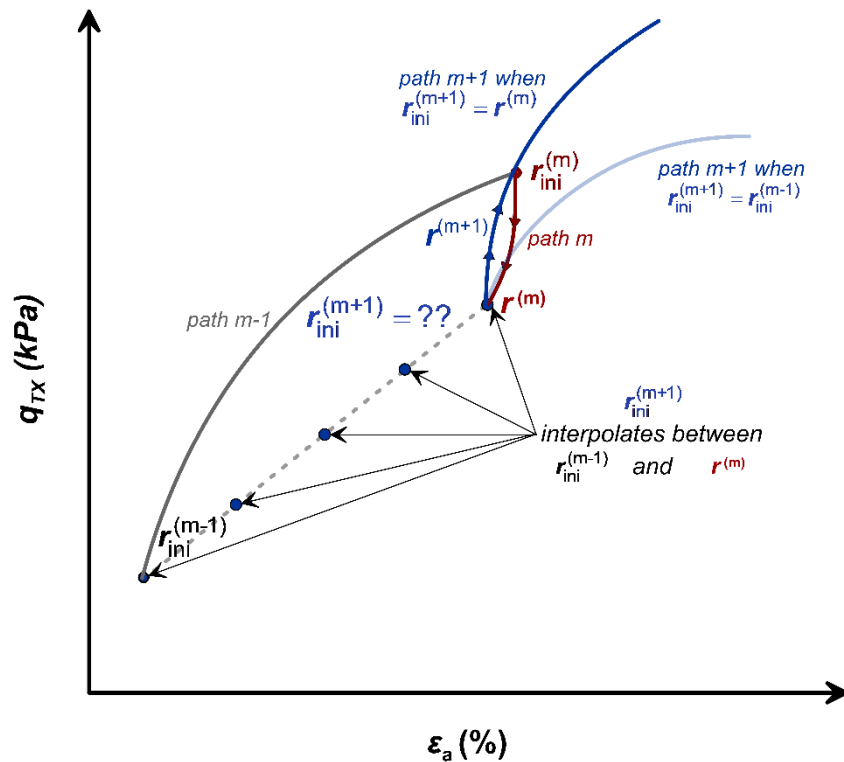 path m+1 when
r_ini^(m+1) = r^(m)
r_ini^(m)
path m+1 when
r_ini^(m+1) = r_ini^(m-1)
r^(m+1)
path m
r^(m)
path m-1
r_ini^(m+1) = ??
r_ini^(m+1)
interpolates between
r_ini^(m-1) and r^(m)
r_ini^(m-1)
q_TX (kPa)
ε_a (%)